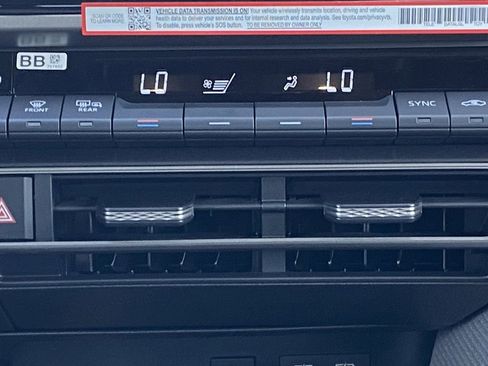 SCAN OR CODE
TO LEARN MORE
VEHICLE DATA TRANSMISSION IS ON! Your vehicle wirelessly transmits location, driving and vehicle
health data to deliver your services and for internal research and data analysis. See toyota.com/privacyvts.
To disable, press vehicle's SOS button. TO BE REMOVED BY OWNER ONLY
BB
LO
LO
FRONT
REAR
SYNC